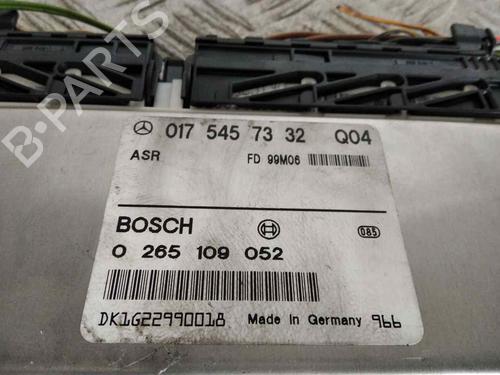 017 545 73 32 Q04
ASR FD 99M06
BOSCH
085
0 265 109 052
DK1G22990018 Made in Germany 966
B-PARTS